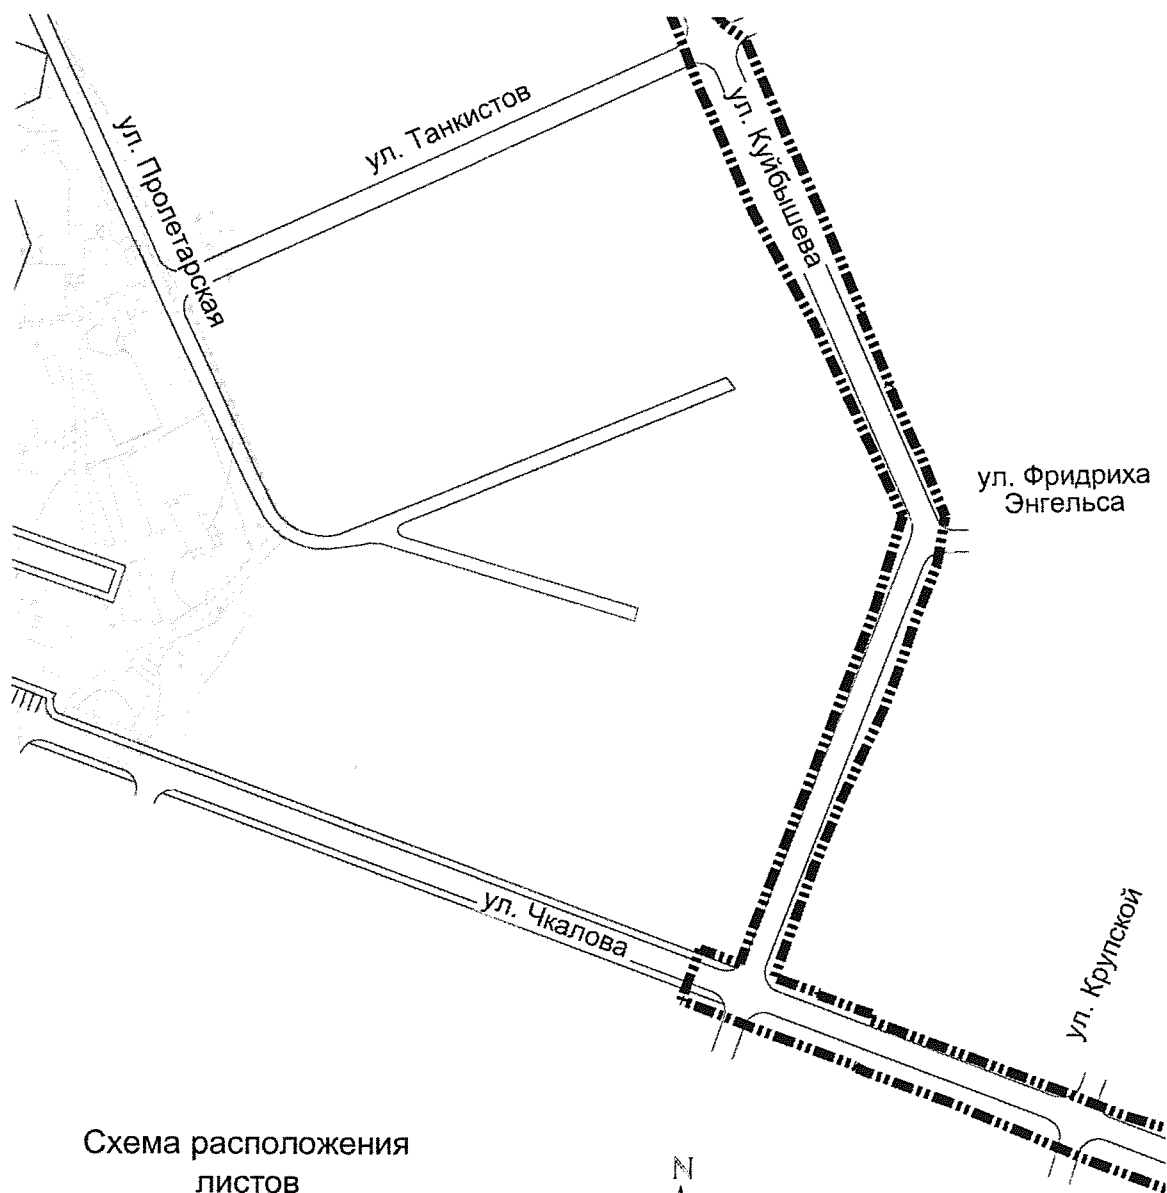 ул. Танкистов
ул. Куйбышева
ул. Пролетарская
ул. Фридриха
Энгельса
ул. Чкалова
ул. Крупской
Схема расположения
листов
N